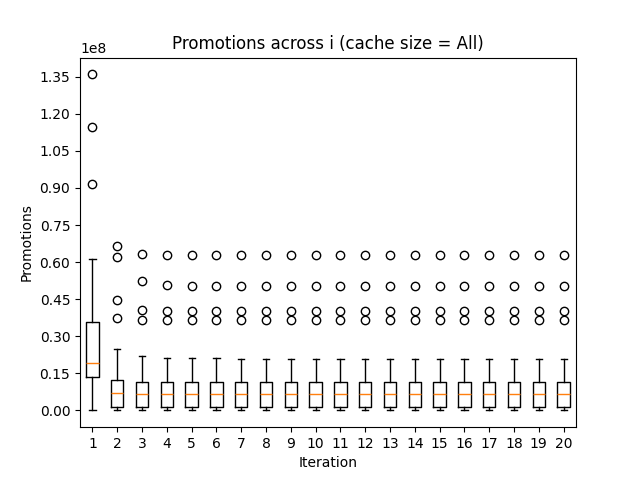 Promotions across i (cache size = All)
1e8
1.35
1.20
1.05
0.90
0.75
0.60
0.45
0.30
0.15
0.00
Promotions
1 2 3 4 5 6 7 8 9 10 11 12 13 14 15 16 17 18 19 20
Iteration